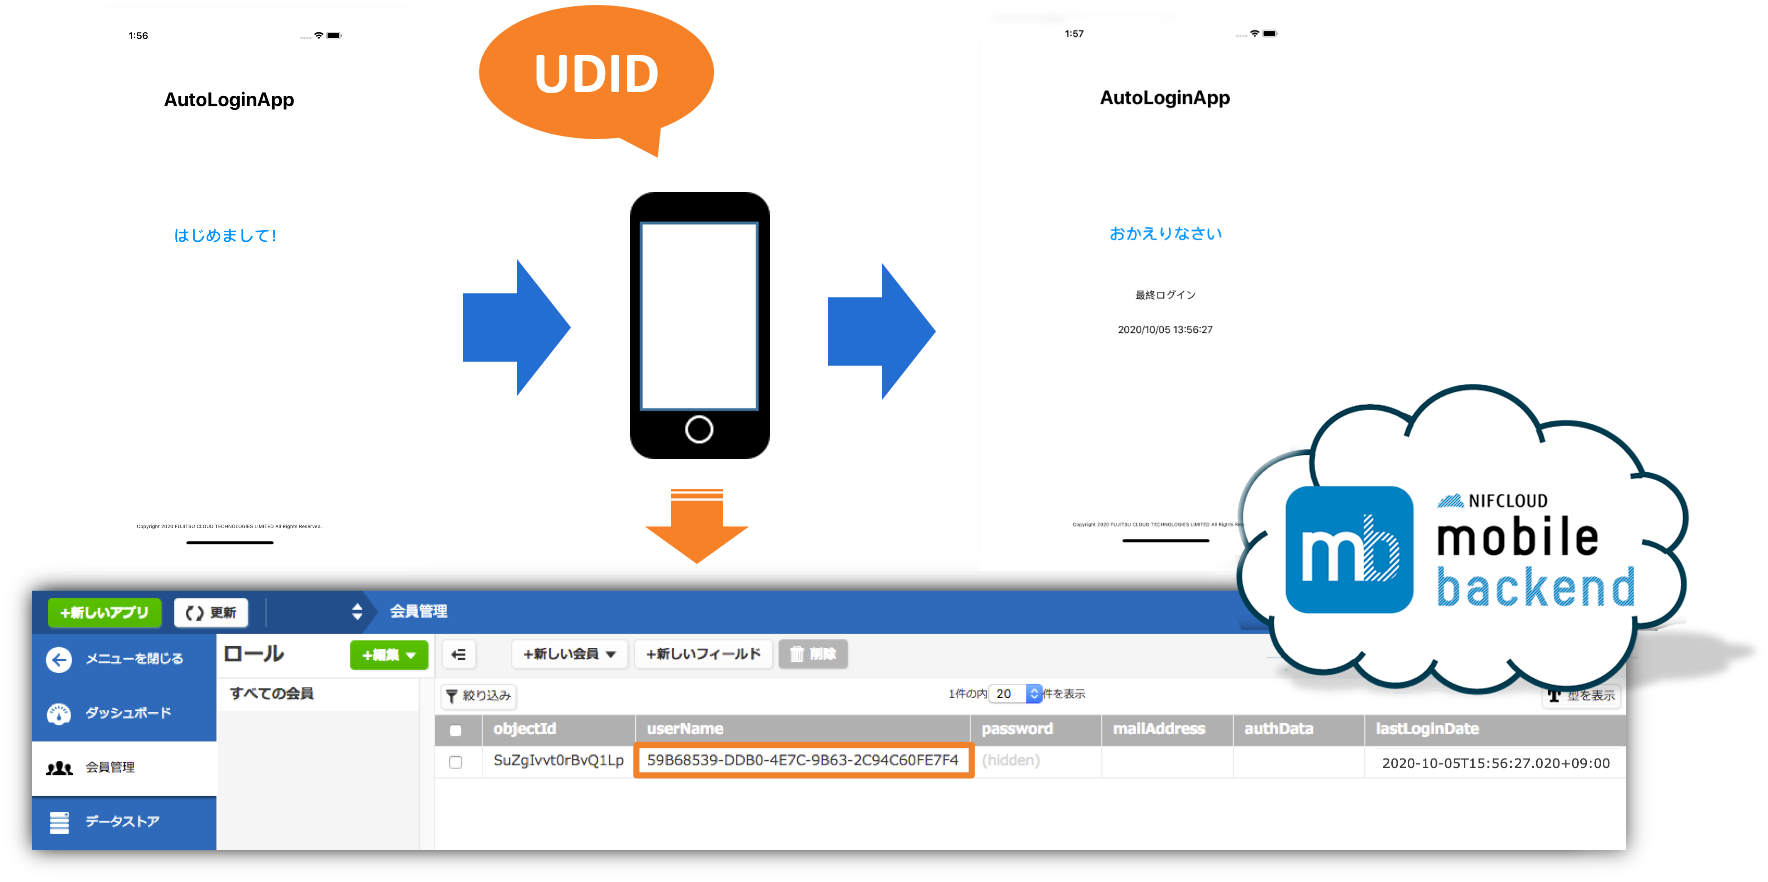 1:56
AutoLoginApp
はじめまして!
Copyright 2020 FUJITSU CLOUD TECHNOLOGIES LIMITED All Rights Reserved.
UDID
1:57
AutoLoginApp
おかえりなさい
最終ログイン
2020/10/05 13:56:27
Copyright 2020 FUJITSU CLOUD TECHNOLOGIES LIMITED All Rights
NIFCLOUD
mb
mobile
backend
+新しいアプリ 更新 会員管理
メニューを閉じる
ダッシュボード
会員管理
データストア
ロール +編集
すべての会員
+新しい会員 +新しいフィールド 削除
絞り込み 1件の内 20 件を表示 型を表示
objectId userName password mailAddress authData lastLoginDate
SuZgIvvt0rBvQ1Lp 59B68539-DDB0-4E7C-9B63-2C94C60FE7F4 (hidden) 2020-10-05T15:56:27.020+09:00